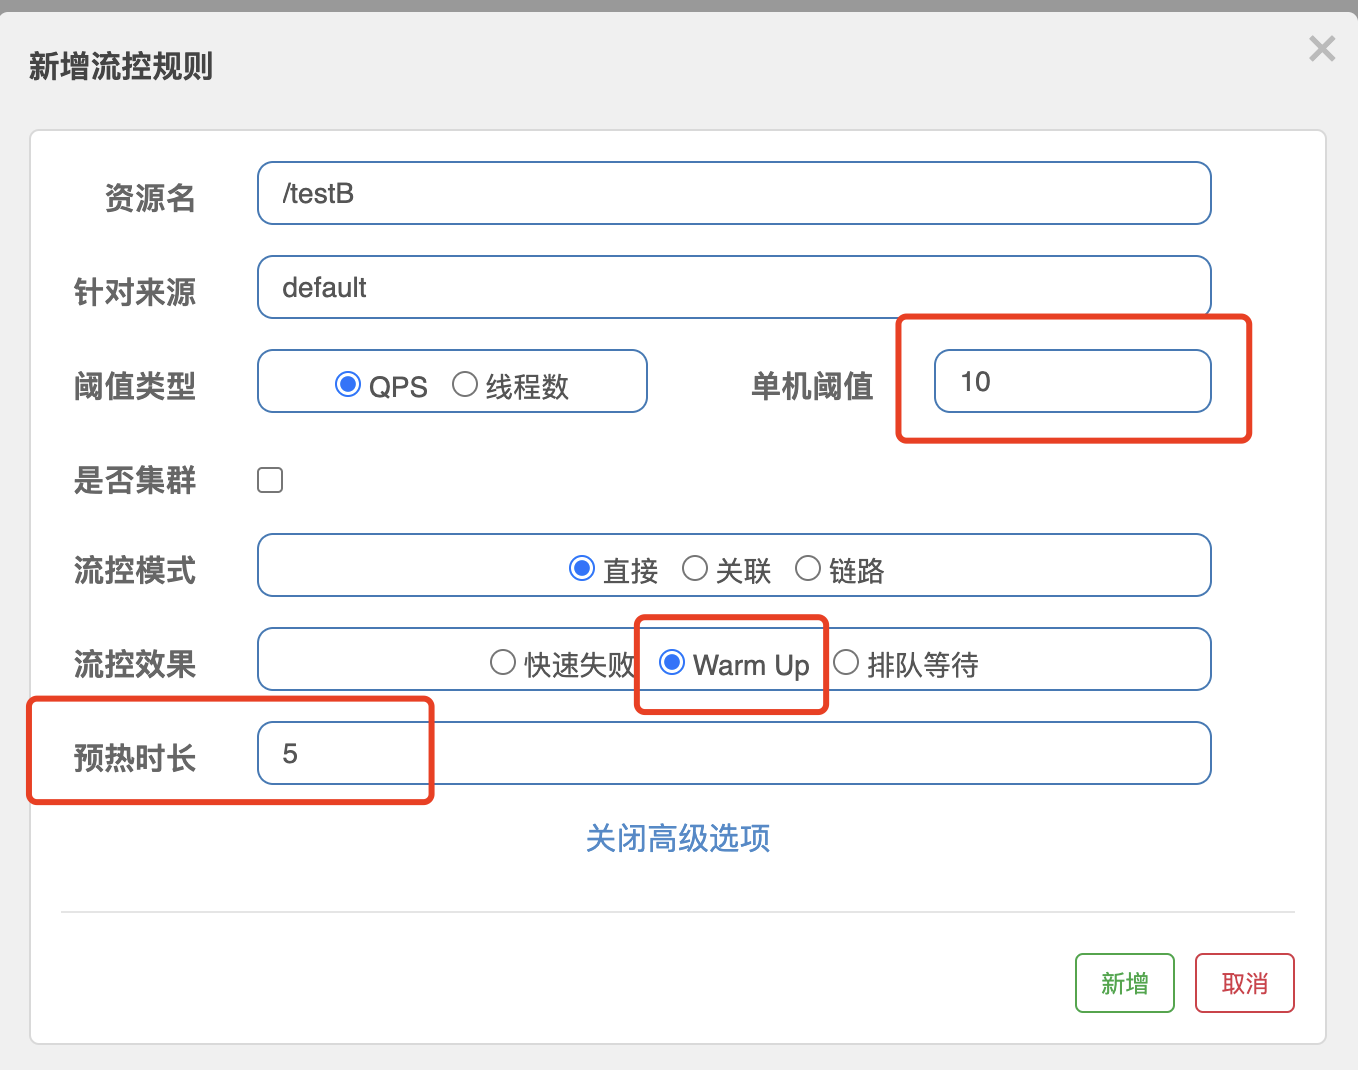 新增流控规则
资源名 /testB
针对来源 default
阈值类型 QPS 线程数 单机阈值 10
是否集群
流控模式 直接 关联 链路
流控效果 快速失败 Warm Up 排队等待
预热时长 5
关闭高级选项
新增 取消